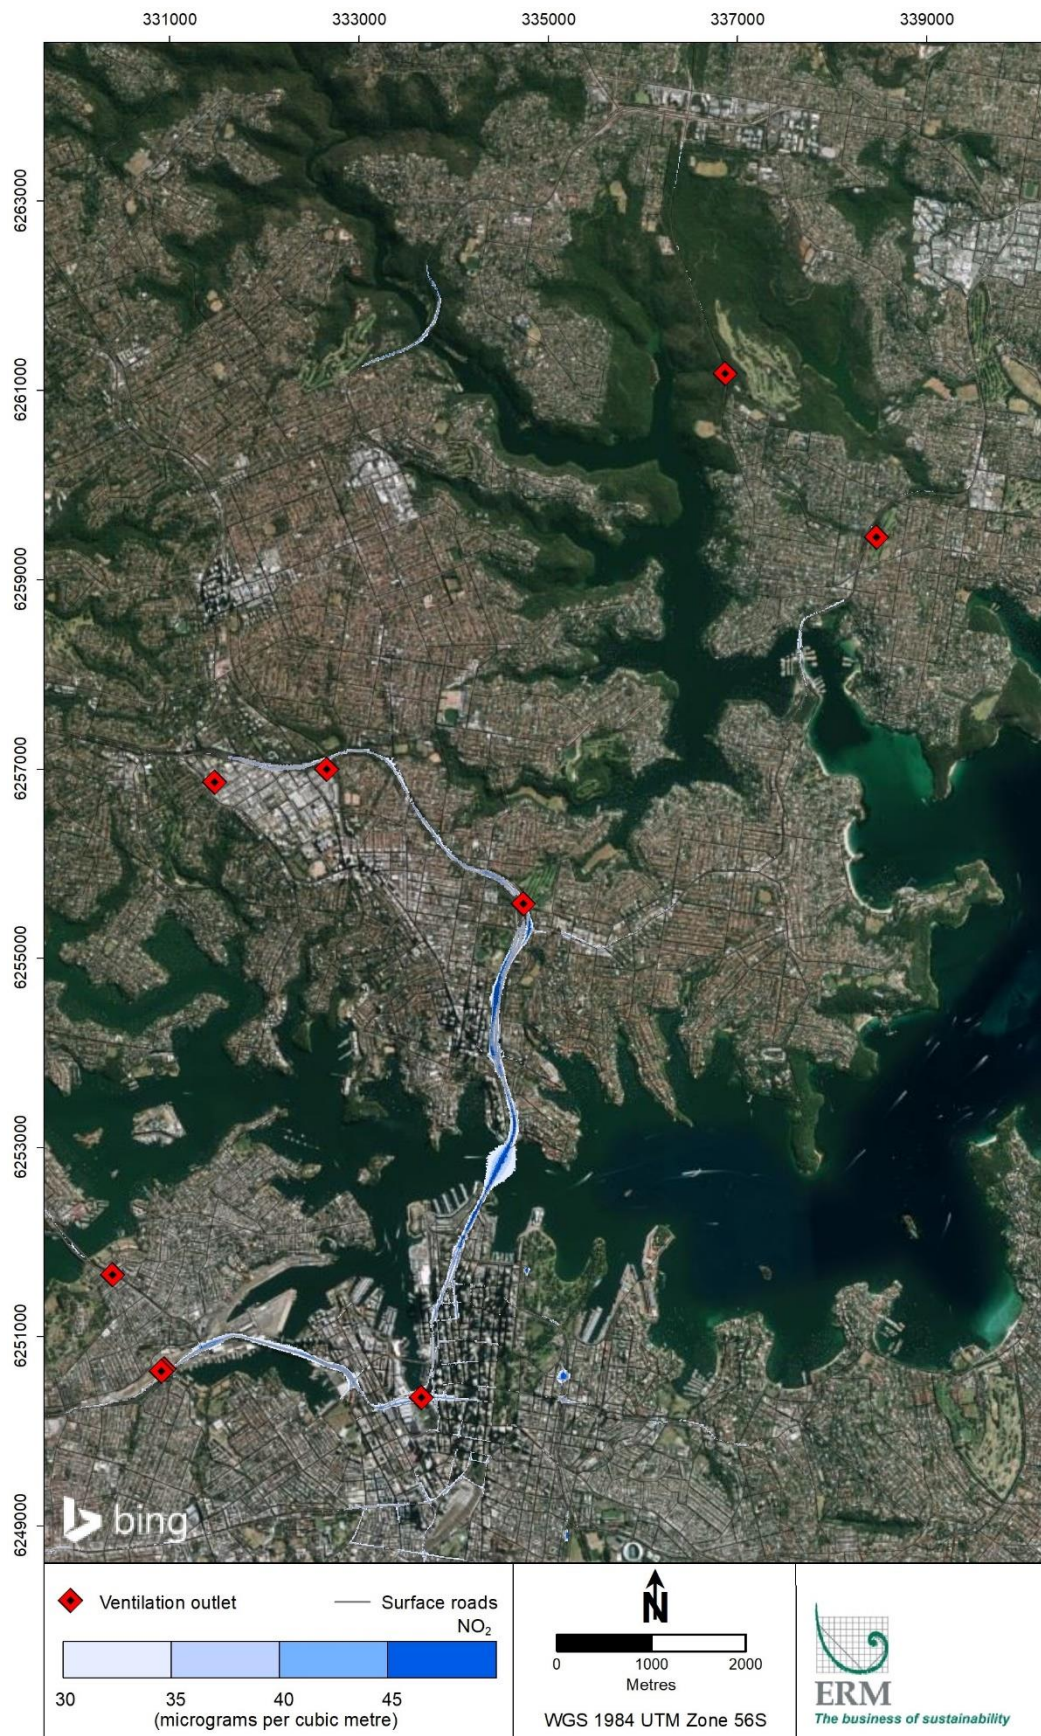 331000 333000 335000 337000 339000
6263000
6261000
6259000
6257000
6255000
6253000
6251000
6249000
bing
Ventilation outlet
Surface roads
NO₂
30 35 40 45
(micrograms per cubic metre)
N
0 1000 2000
Metres
WGS 1984 UTM Zone 56S
ERM
The business of sustainability